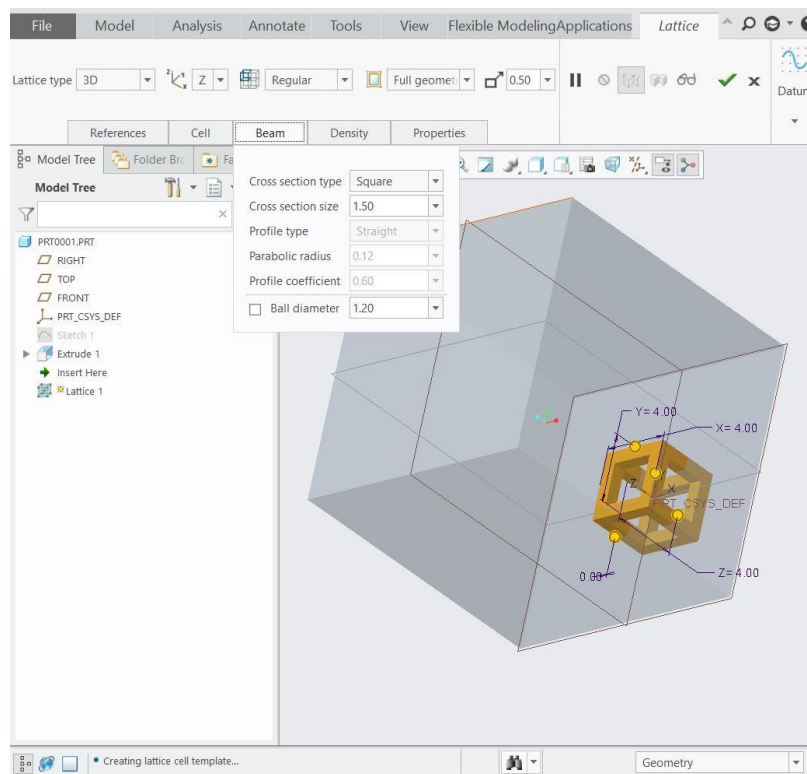 File Model Analysis Annotate Tools View Flexible Modeling Applications Lattice
Lattice type 3D Z Regular Full geomet 0.50
Datum
References Cell Beam Density Properties
Model Tree Folder Bro Fa
Model Tree
Cross section type Square
Cross section size 1.50
Profile type Straight
Parabolic radius 0.12
Profile coefficient 0.60
Ball diameter 1.20
PRT0001.PRT
RIGHT
TOP
FRONT
PRT_CSYS_DEF
Sketch 1
Extrude 1
Insert Here
Lattice 1
Y= 4.00
X= 4.00
Z
X
PRT_CSYS_DEF
0.00
Z= 4.00
• Creating lattice cell template...
Geometry